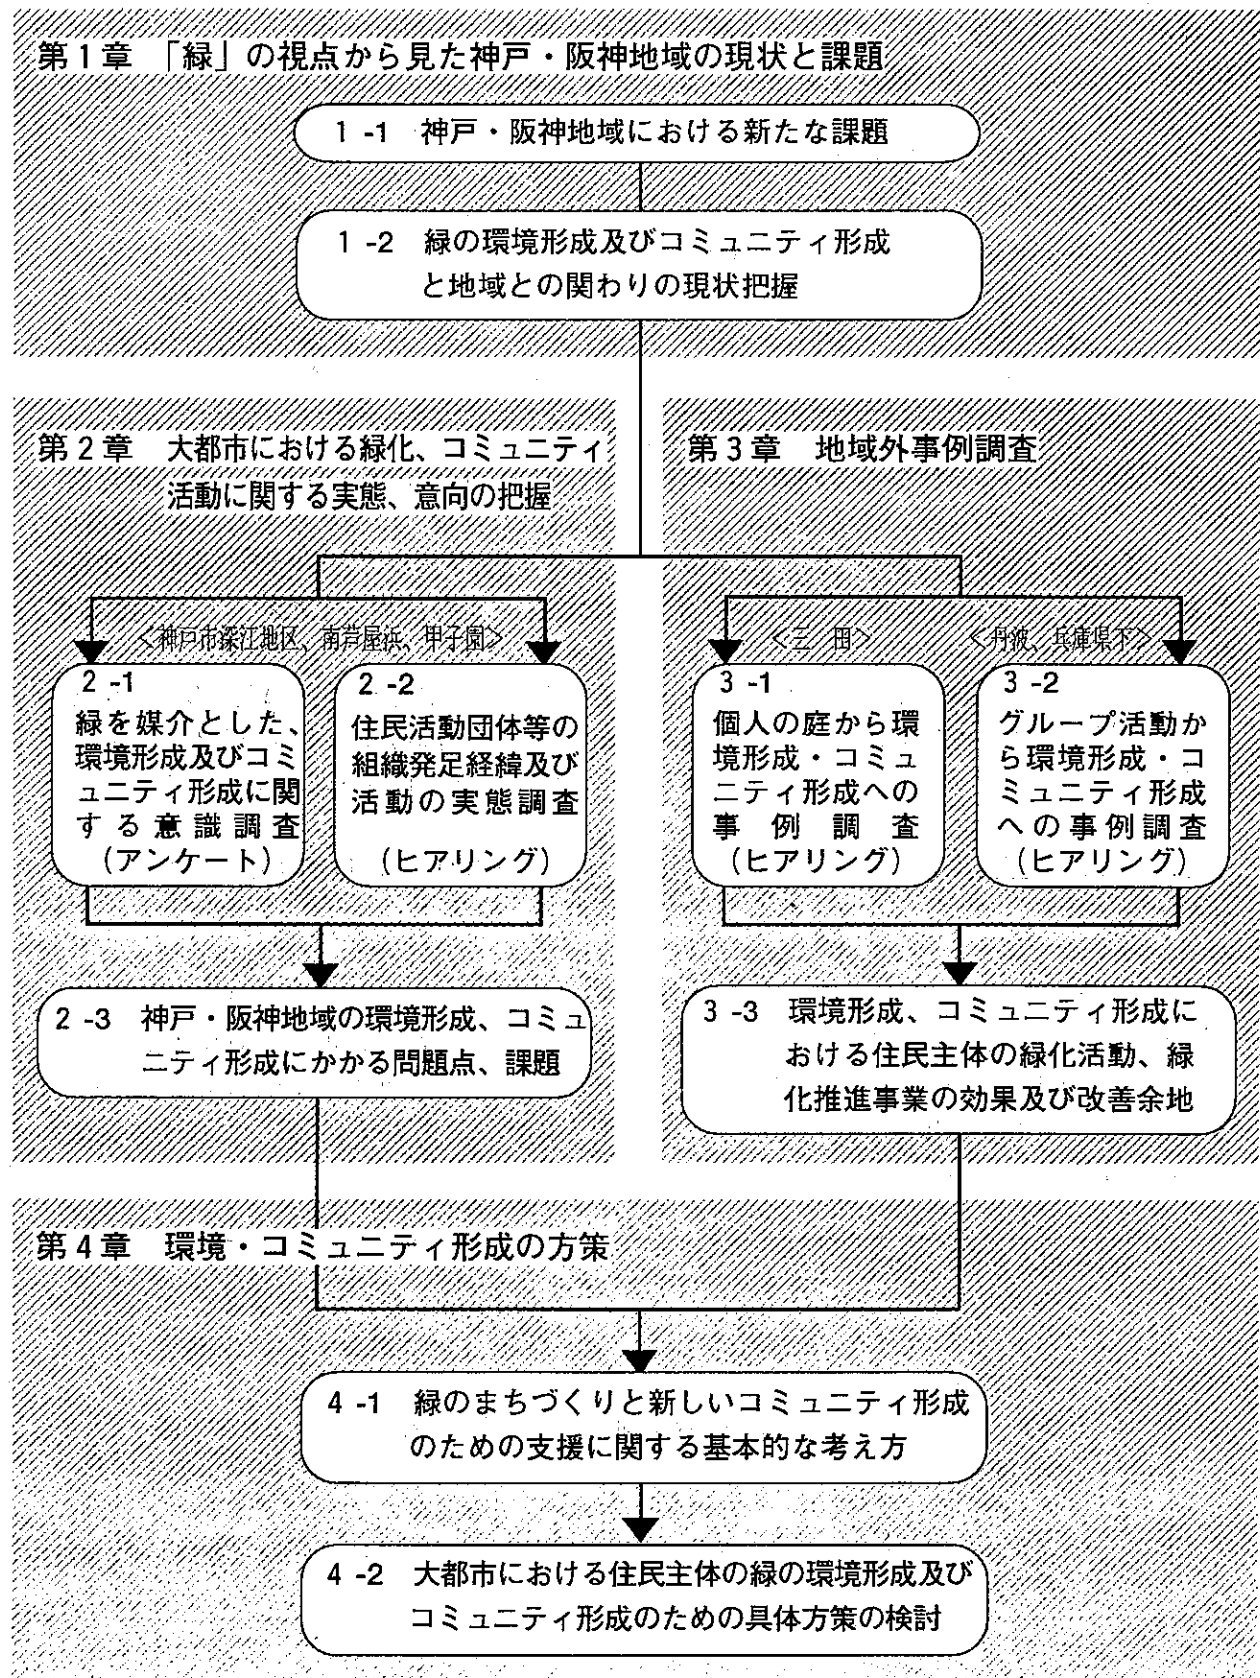 第1章 「緑」の視点から見た神戸・阪神地域の現状と課題
1-1 神戸・阪神地域における新たな課題
1-2 緑の環境形成及びコミュニティ形成
と地域との関わりの現状把握
第2章 大都市における緑化、コミュニティ
活動に関する実態、意向の把握
<神戸市深江地区、南芦屋浜、甲子園>
2-1
緑を媒介とした、
環境形成及びコミ
ュニティ形成に関
する意識調査
(アンケート)
2-2
住民活動団体等の
組織発足経緯及び
活動の実態調査
(ヒアリング)
2-3 神戸・阪神地域の環境形成、コミュ
ニティ形成にかかる問題点、課題
第3章 地域外事例調査
<三 田>
3-1
個人の庭から環
境形成・コミュ
ニティ形成への
事例調査
(ヒアリング)
<丹波、兵庫県下>
3-2
グループ活動か
ら環境形成・コ
ミュニティ形成
への事例調査
(ヒアリング)
3-3 環境形成、コミュニティ形成に
おける住民主体の緑化活動、緑
化推進事業の効果及び改善余地
第4章 環境・コミュニティ形成の方策
4-1 緑のまちづくりと新しいコミュニティ形成
のための支援に関する基本的な考え方
4-2 大都市における住民主体の緑の環境形成及び
コミュニティ形成のための具体方策の検討